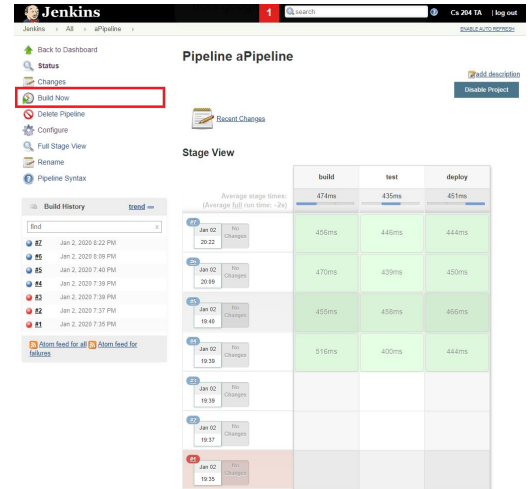 Jenkins
1
search
Cs 204 TA | log out
Jenkins › All › aPipeline ›
ENABLE AUTO REFRESH
Back to Dashboard
Status
Changes
Build Now
Delete Pipeline
Configure
Full Stage View
Rename
Pipeline Syntax
Build History
trend
find
x
#7 Jan 2, 2020 8:22 PM
#6 Jan 2, 2020 8:09 PM
#5 Jan 2, 2020 7:40 PM
#4 Jan 2, 2020 7:39 PM
#3 Jan 2, 2020 7:39 PM
#2 Jan 2, 2020 7:37 PM
#1 Jan 2, 2020 7:35 PM
Atom feed for all Atom feed for
failures
Pipeline aPipeline
add description
Disable Project
Recent Changes
Stage View
build test deploy
Average stage times: 474ms 435ms 451ms
(Average full run time: ~2s)
#7
Jan 02 No
Changes
20:22
456ms 446ms 444ms
#6
Jan 02 No
Changes
20:09
470ms 439ms 450ms
#5
Jan 02 No
Changes
19:40
455ms 456ms 466ms
#4
Jan 02 No
Changes
19:39
516ms 400ms 444ms
#3
Jan 02 No
Changes
19:39
#2
Jan 02 No
Changes
19:37
#1
Jan 02 No
Changes
19:35